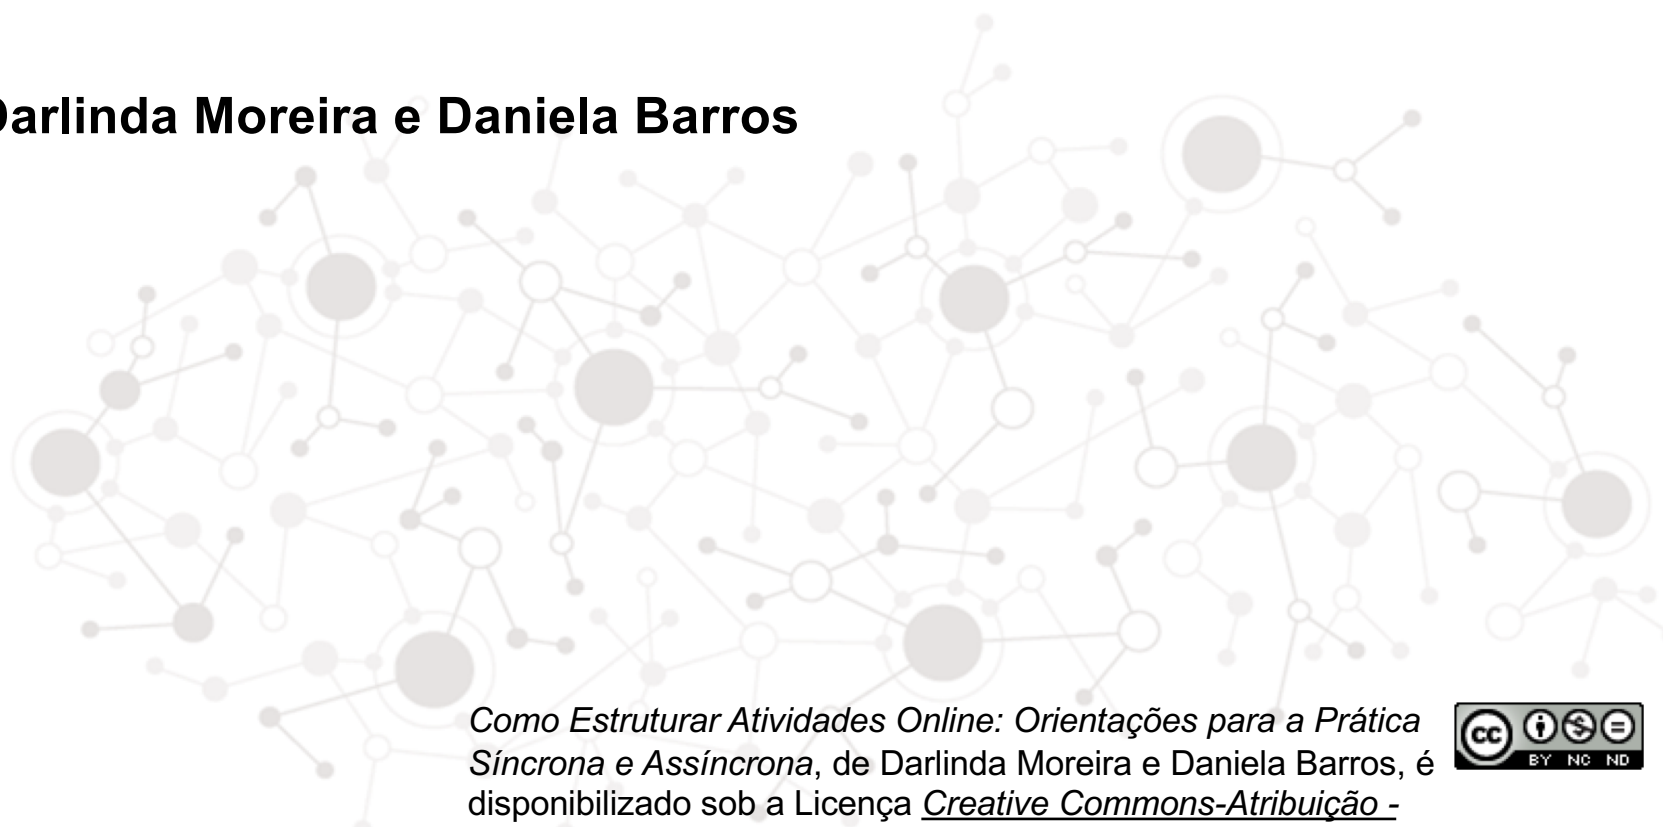 Darlinda Moreira e Daniela Barros
Como Estruturar Atividades Online: Orientações para a Prática
Síncrona e Assíncrona, de Darlinda Moreira e Daniela Barros, é
disponibilizado sob a Licença Creative Commons-Atribuição -
cc
BY NC ND